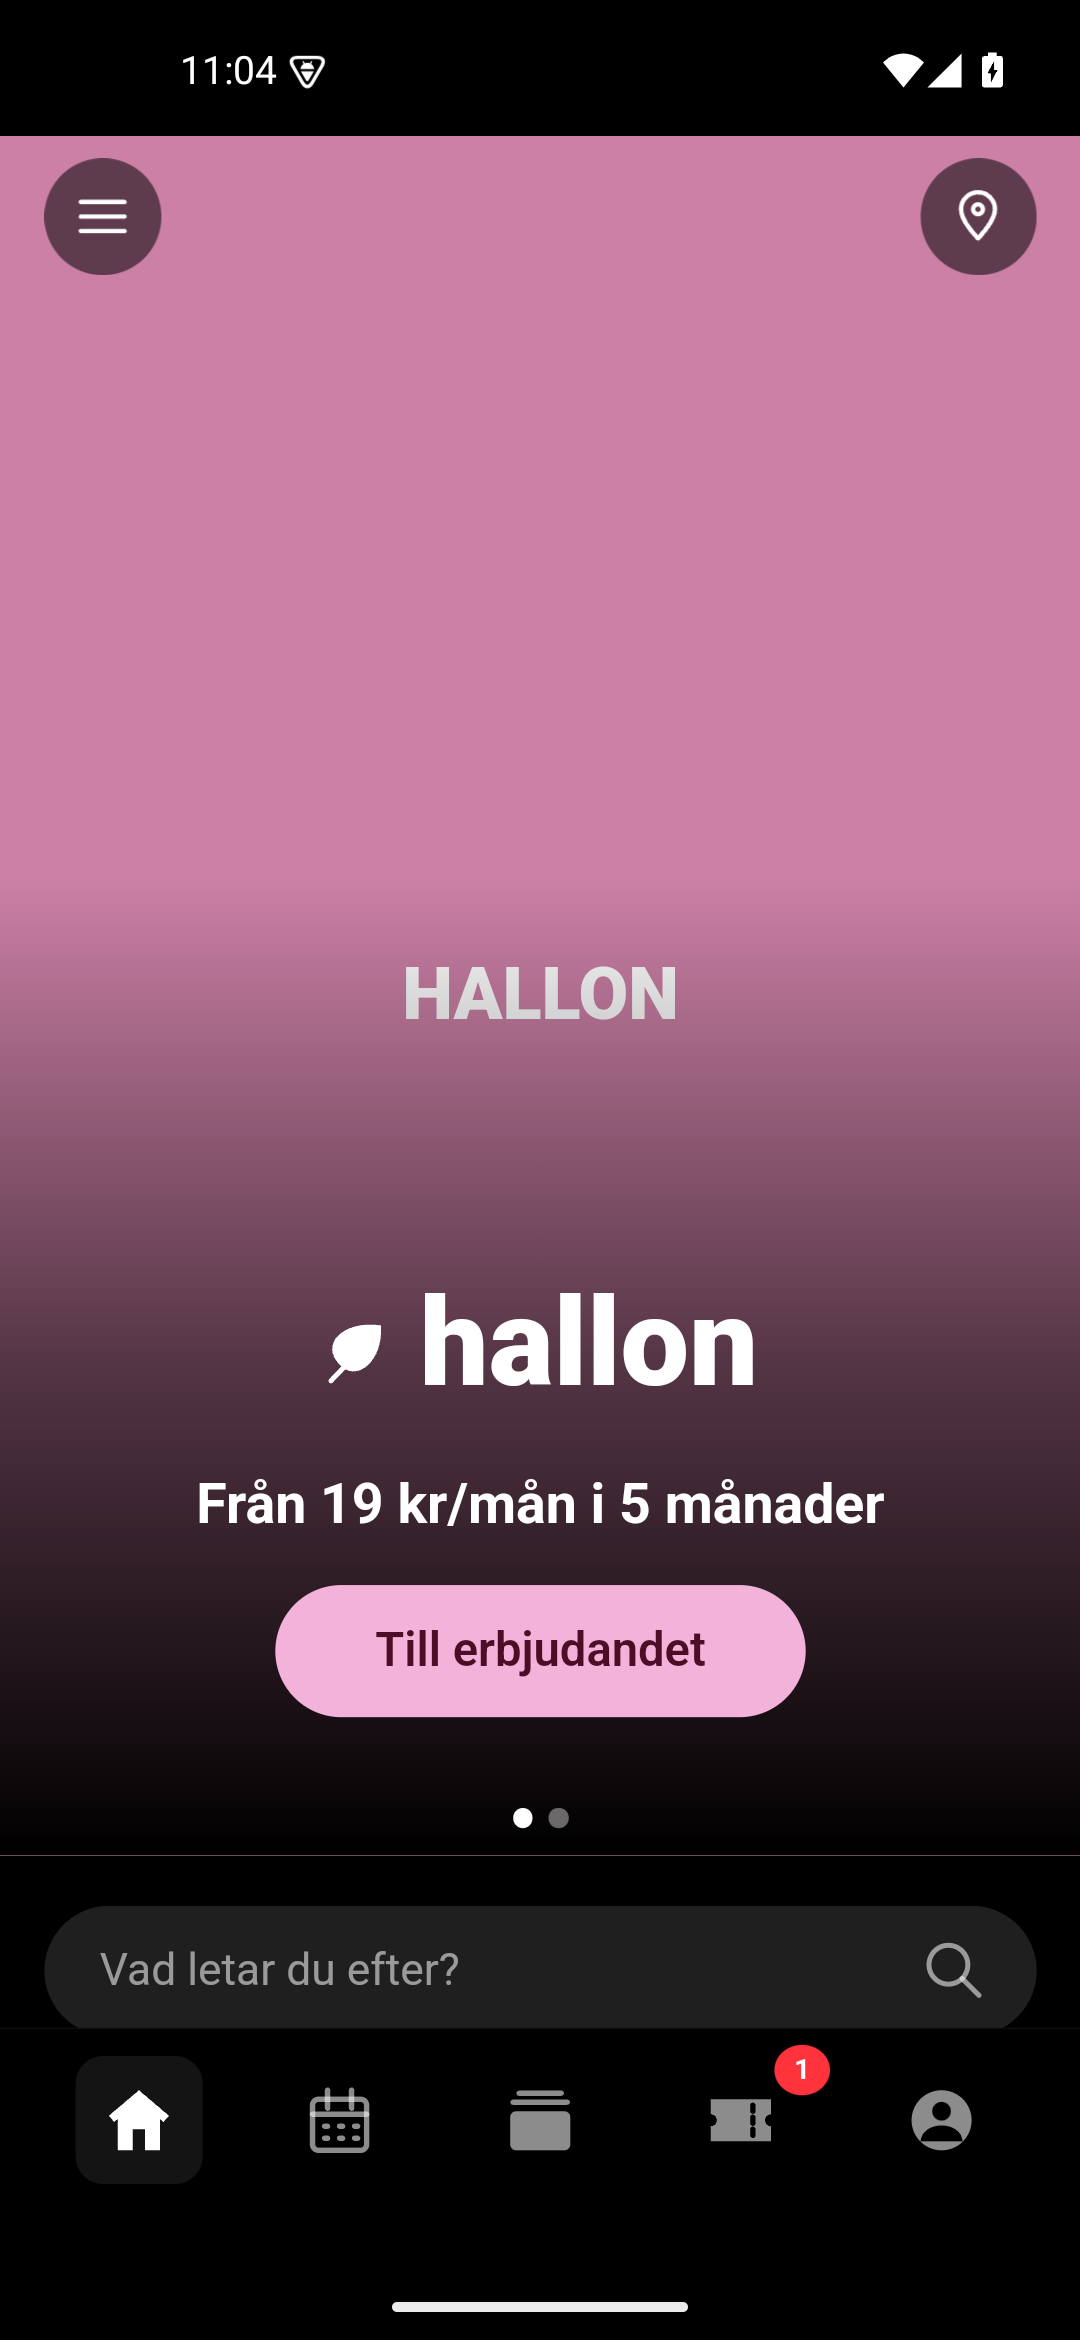 11:04
HALLON
hallon
Från 19 kr/mån i 5 månader
Till erbjudandet
Vad letar du efter?
1